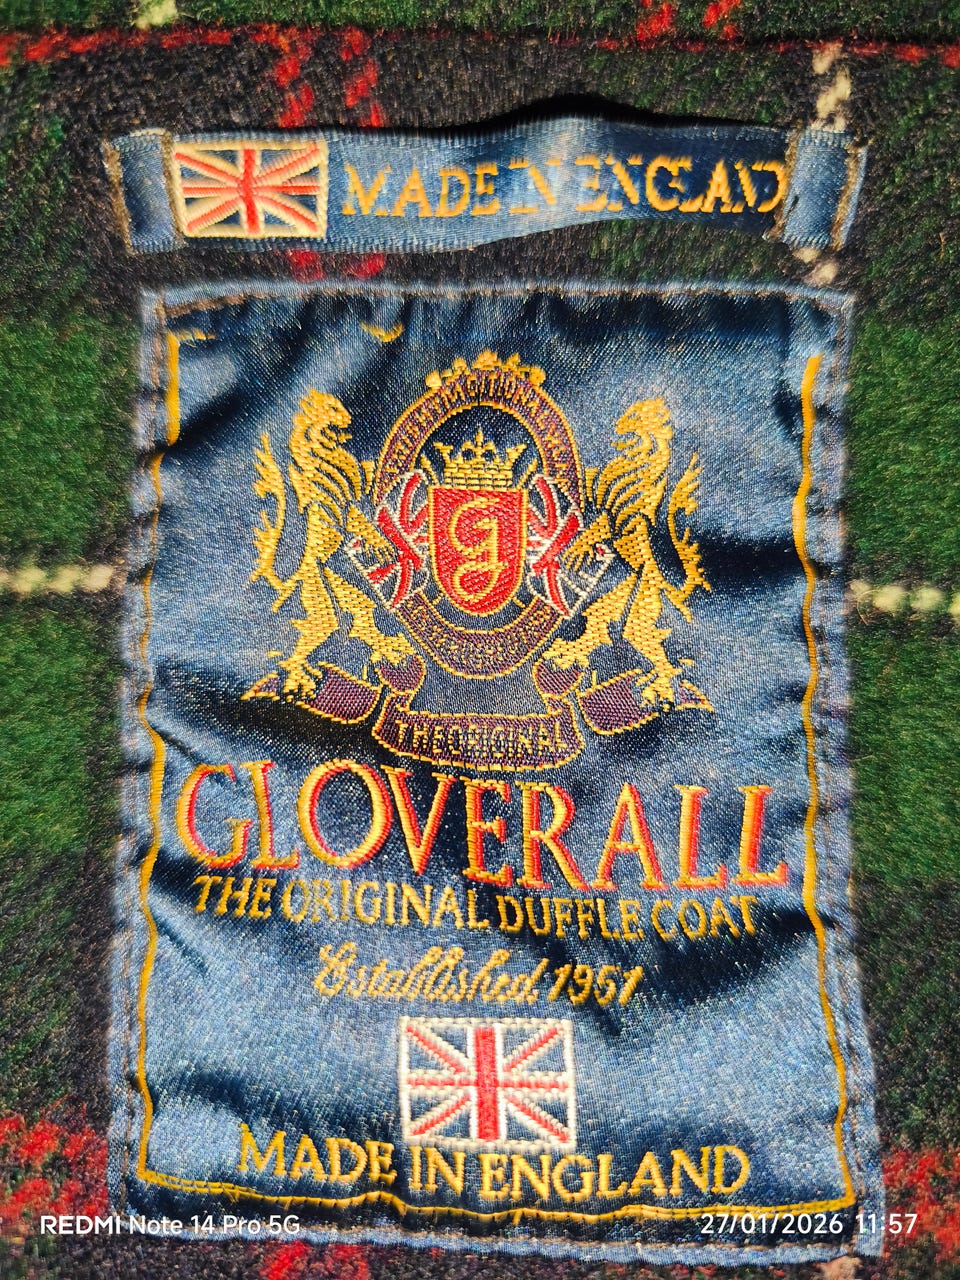 MADE IN ENGLAND
G
THE ORIGINAL
GLOVERALL
THE ORIGINAL DUFFLE COAT
Established 1951
MADE IN ENGLAND
REDMI Note 14 Pro 5G
27/01/2026 11:57